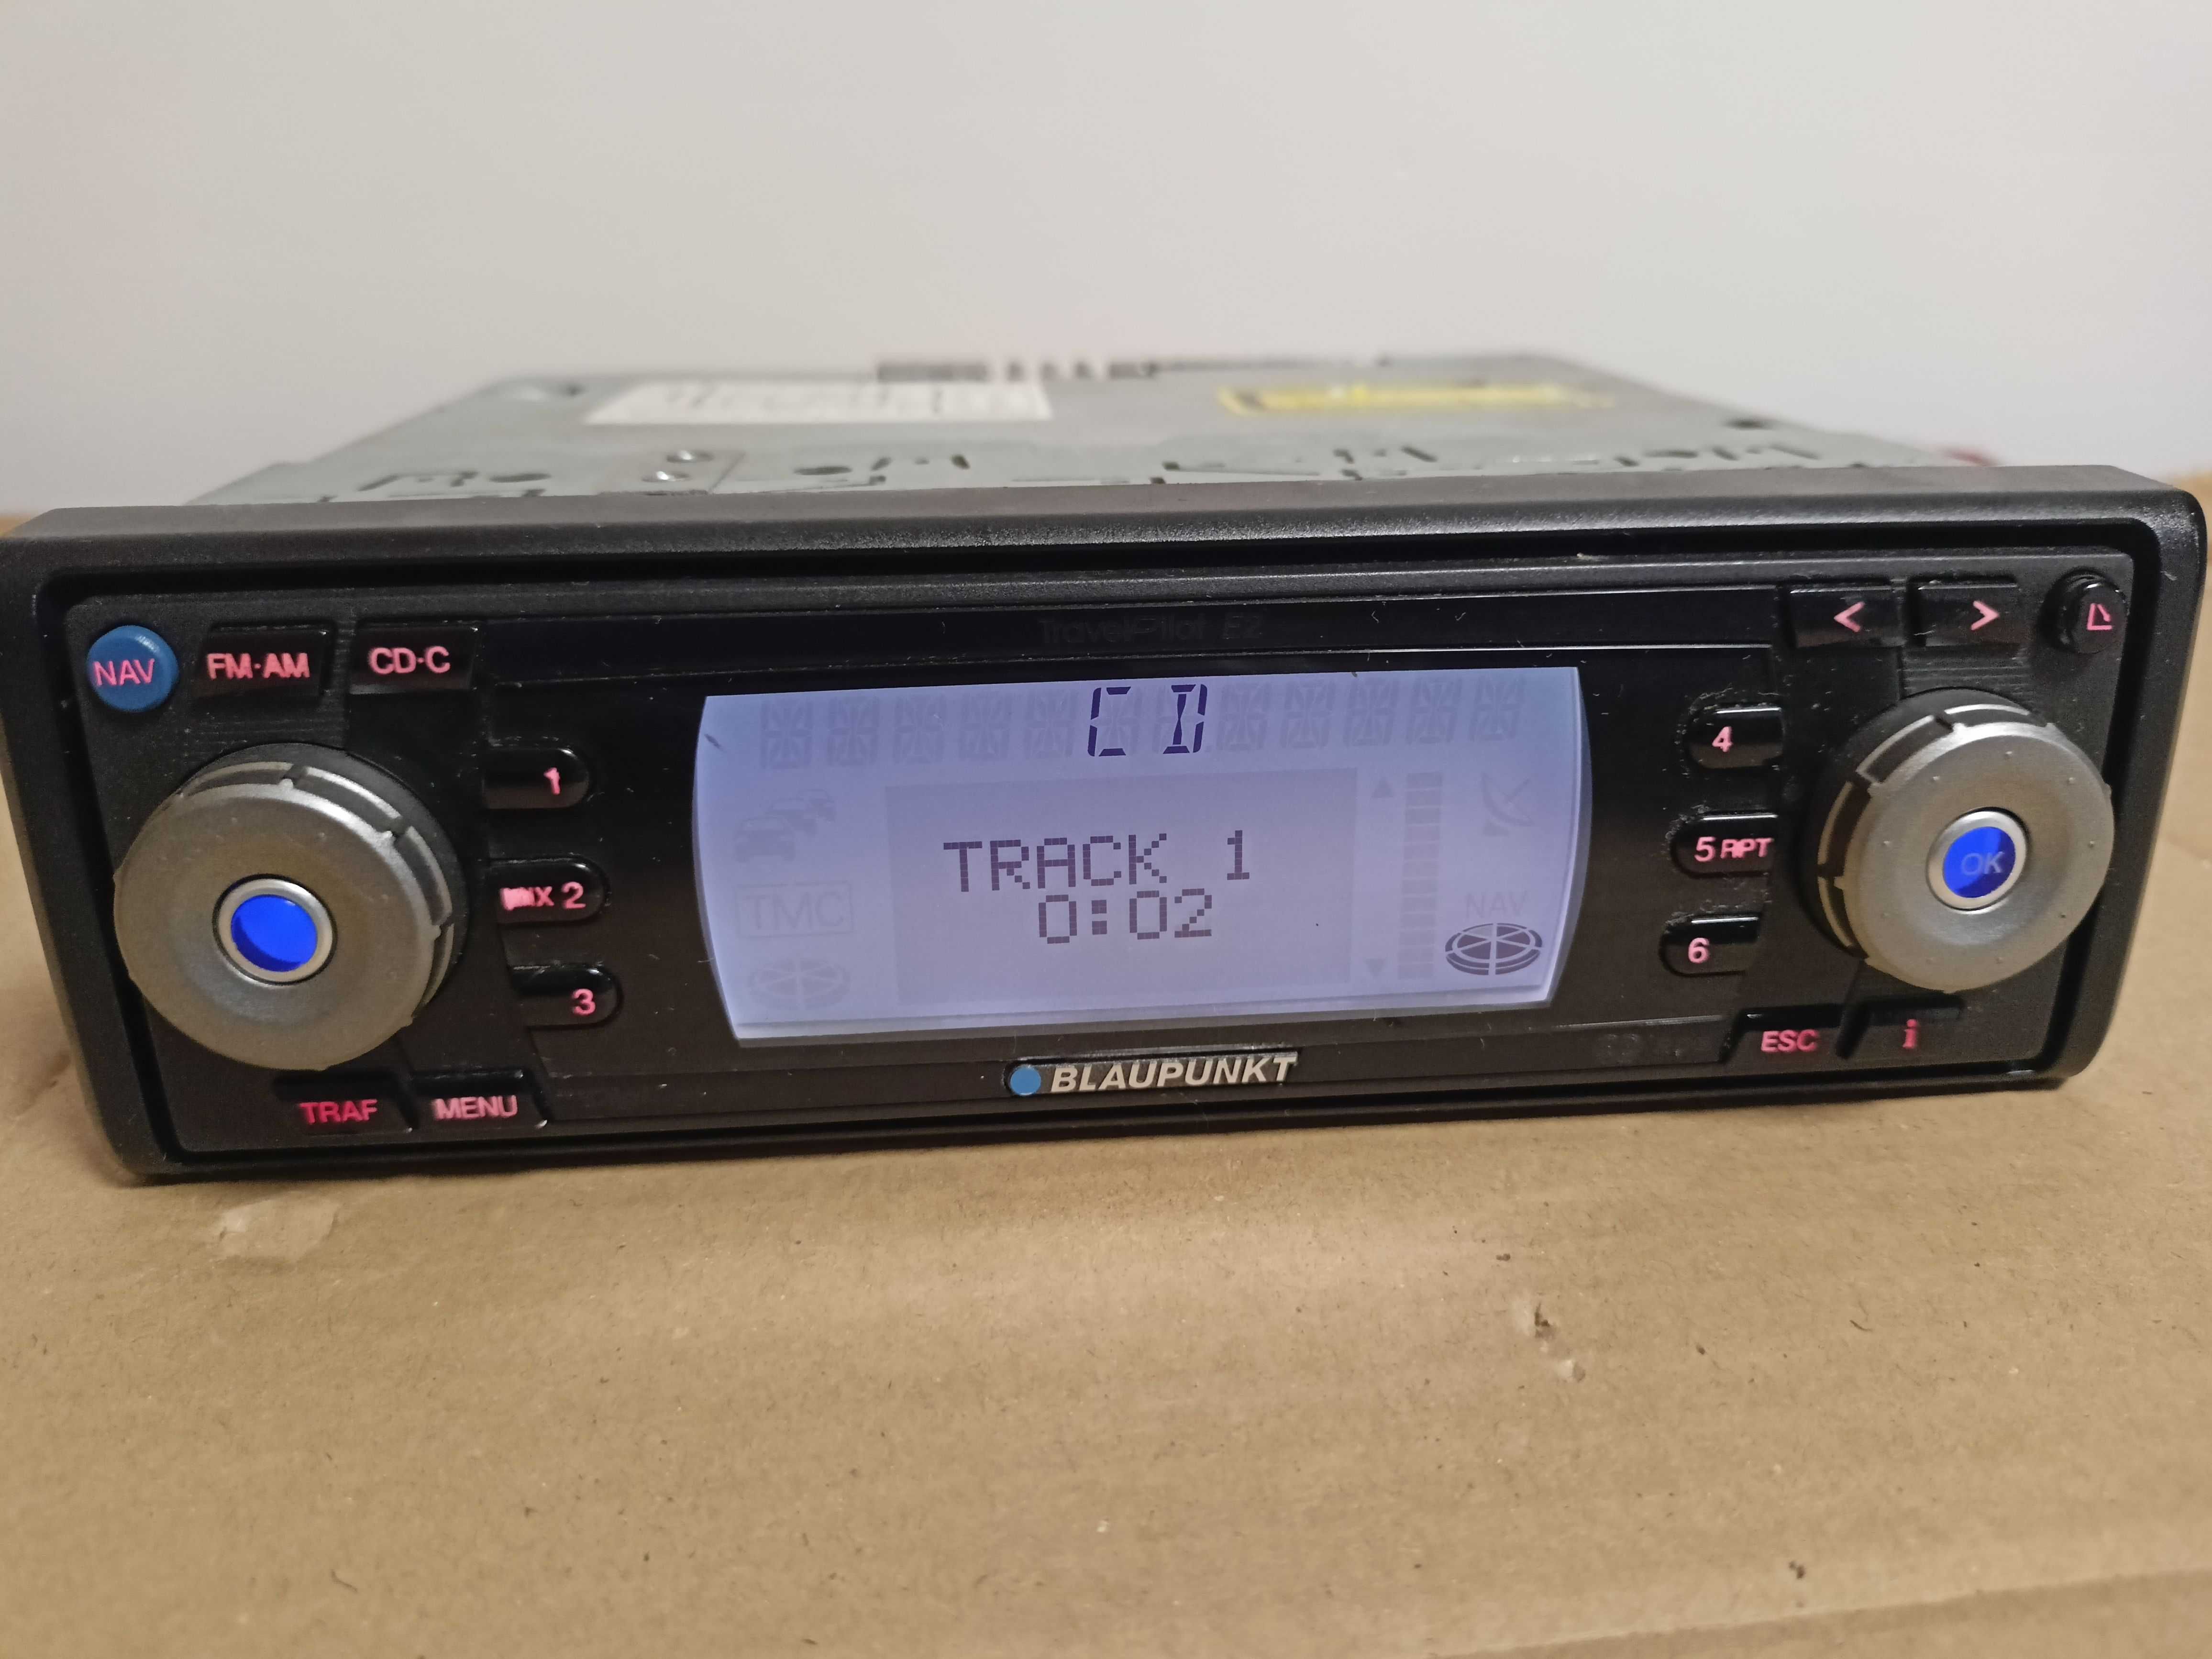 TravelPilot E2
NAV
FM·AM
CD·C
<
>
CD
1
4
TRACK 1
0:02
MIX 2
5 RPT
TMC
NAV
3
6
OK
ESC
i
BLAUPUNKT
TRAF
MENU